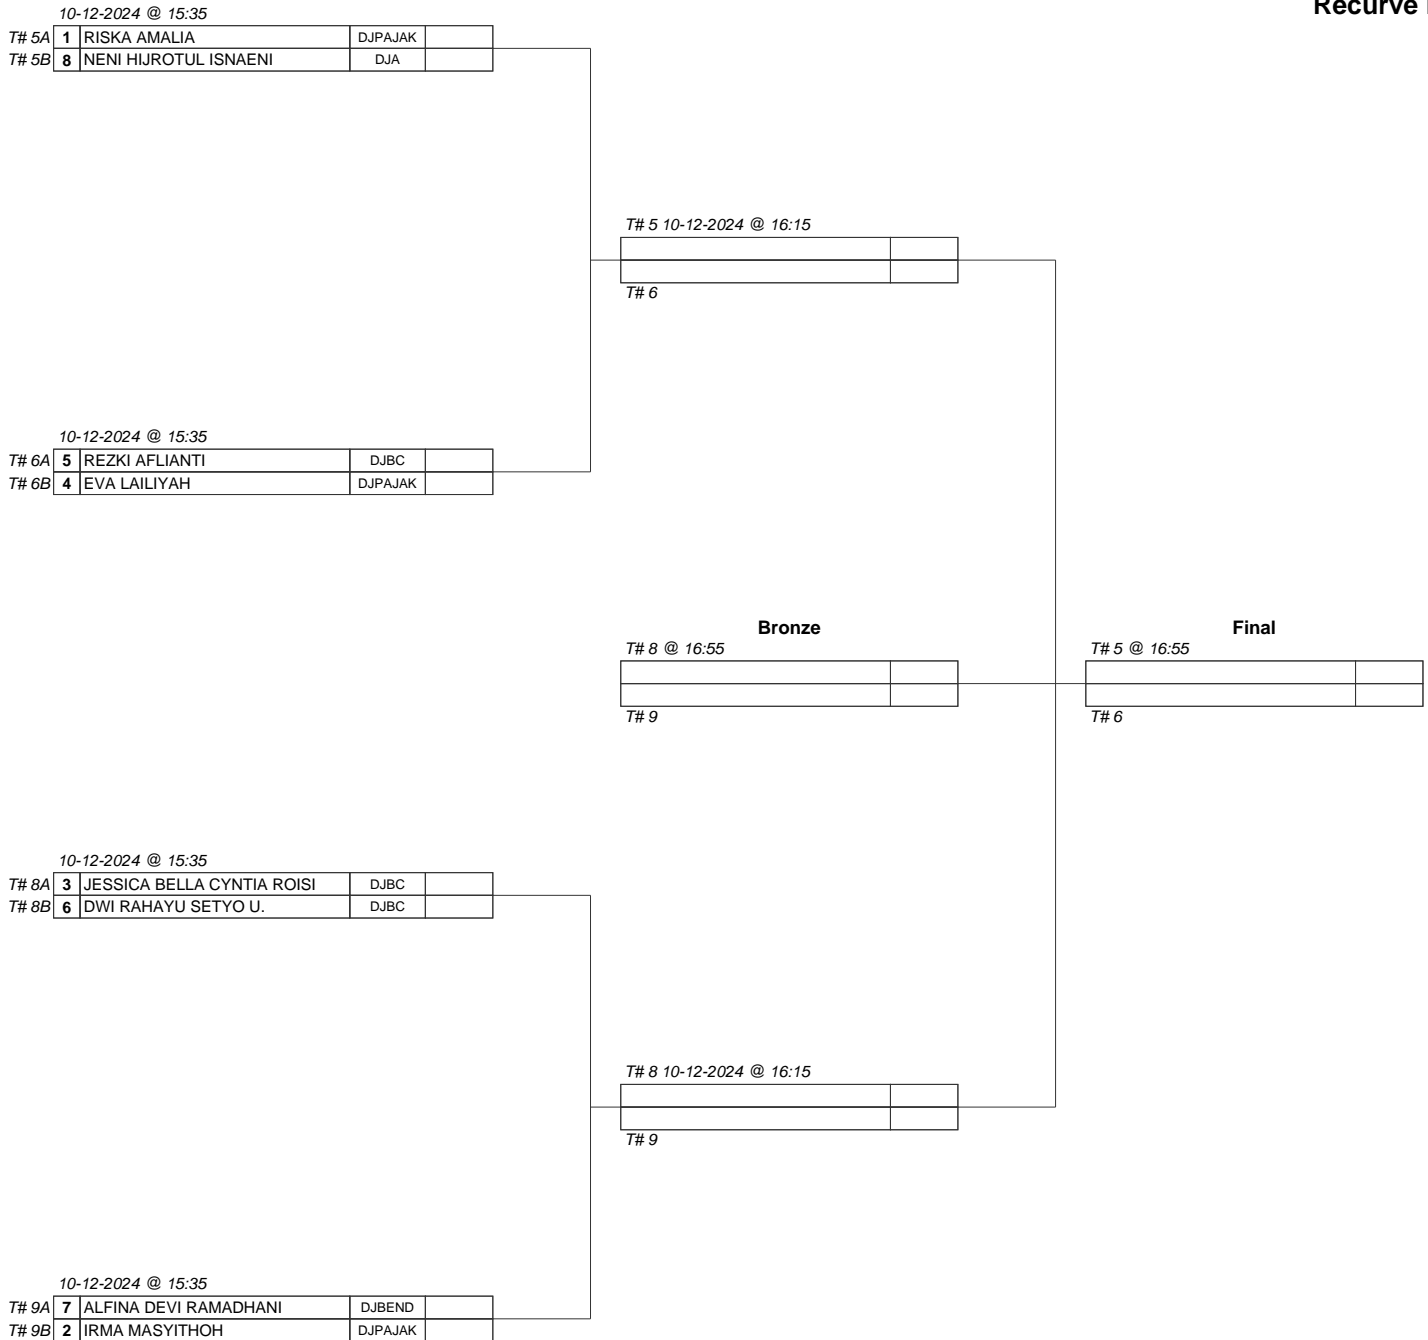 Recurve
10-12-2024 @ 15:35
T# 5A 1 RISKA AMALIA DJPAJAK
T# 5B 8 NENI HIJROTUL ISNAENI DJA
T# 5 10-12-2024 @ 16:15
T# 6
10-12-2024 @ 15:35
T# 6A 5 REZKI AFLIANTI DJBC
T# 6B 4 EVA LAILIYAH DJPAJAK
Bronze Final
T# 8 @ 16:55 T# 5 @ 16:55
T# 9 T# 6
10-12-2024 @ 15:35
T# 8A 3 JESSICA BELLA CYNTIA ROISI DJBC
T# 8B 6 DWI RAHAYU SETYO U. DJBC
T# 8 10-12-2024 @ 16:15
T# 9
10-12-2024 @ 15:35
T# 9A 7 ALFINA DEVI RAMADHANI DJBEND
T# 9B 2 IRMA MASYITHOH DJPAJAK